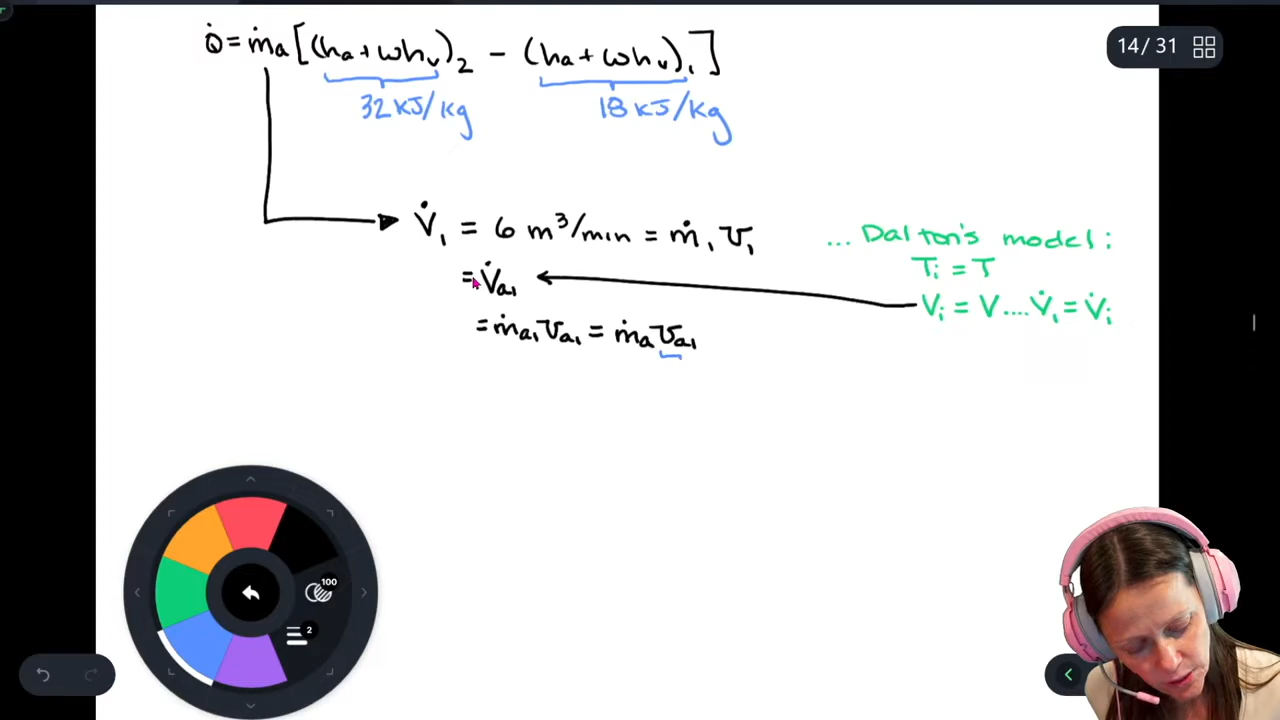 Q̇ = ṁa[(ha+ωhv)2 - (ha+ωhv)1]
32 kJ/kg 18 kJ/kg
V̇1 = 6 m³/min = ṁ1 v1
= V̇a1
= ṁa1 va1 = ṁa va1
... Dalton's model:
Ti = T
Vi = V .... V̇1 = V̇i
14/31
100
2